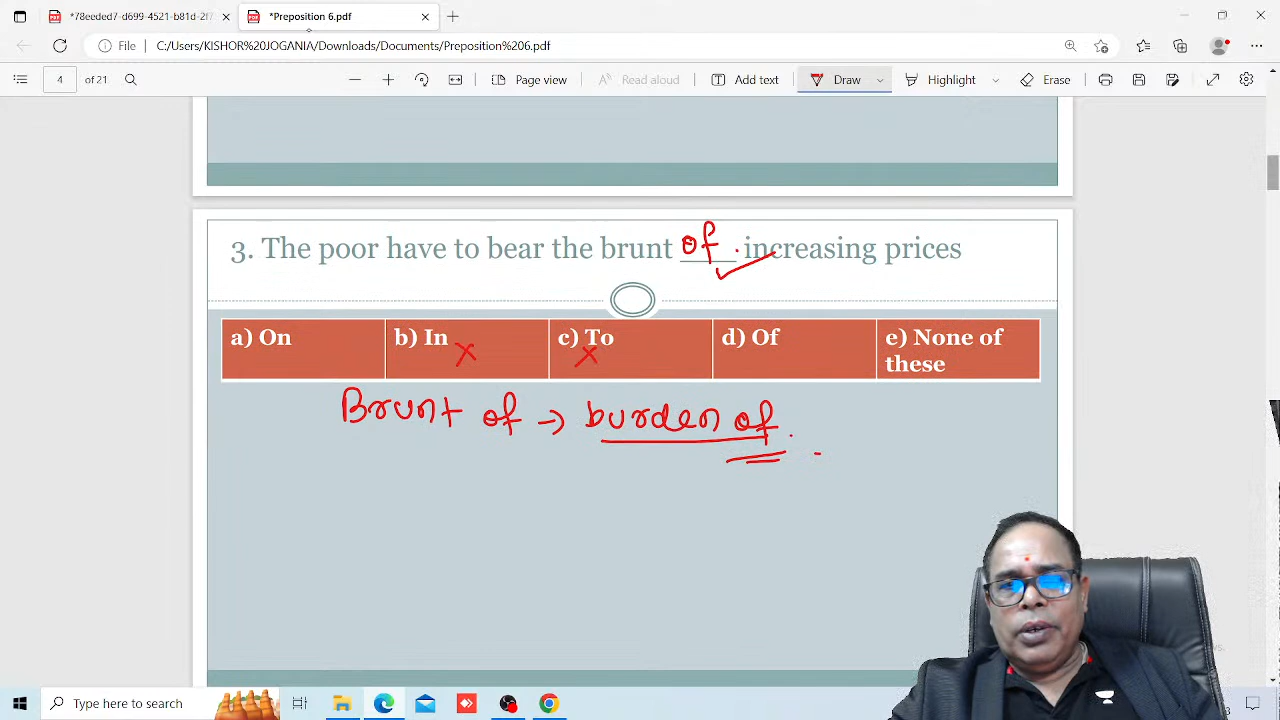 *78eeded7-d699-4521-b81d-2f7
*Preposition 6.pdf
File
C:/Users/KISHOR%20JOGANIA/Downloads/Documents/Preposition%206.pdf
4 of 21
Page view
Read aloud
Add text
Draw
Highlight
Erase
3. The poor have to bear the brunt of increasing prices
a) On
b) In
c) To
d) Of
e) None of
these
Brunt of → burden of.
Type here to search